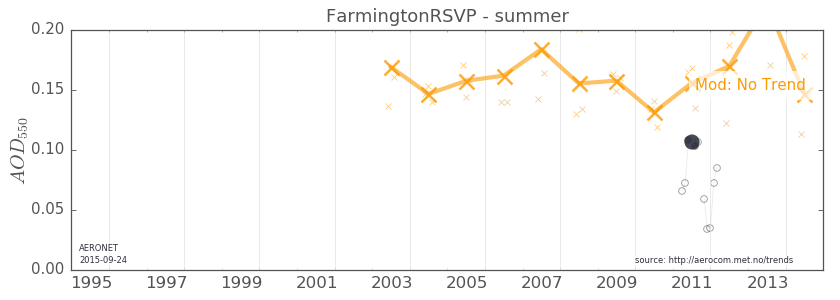 FarmingtonRSVP - summer
0.20
0.15
0.10
0.05
0.00
AOD550
Mod: No Trend
AERONET
2015-09-24
source: http://aerocom.met.no/trends
1995 1997 1999 2001 2003 2005 2007 2009 2011 2013